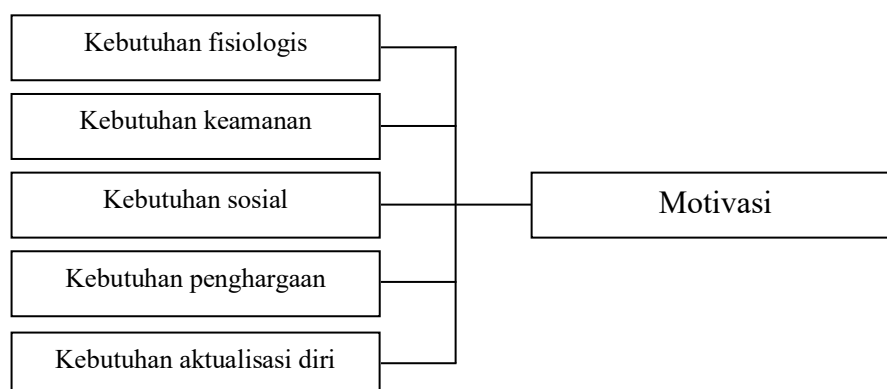 Kebutuhan fisiologis
Kebutuhan keamanan
Kebutuhan sosial
Motivasi
Kebutuhan penghargaan
Kebutuhan aktualisasi diri